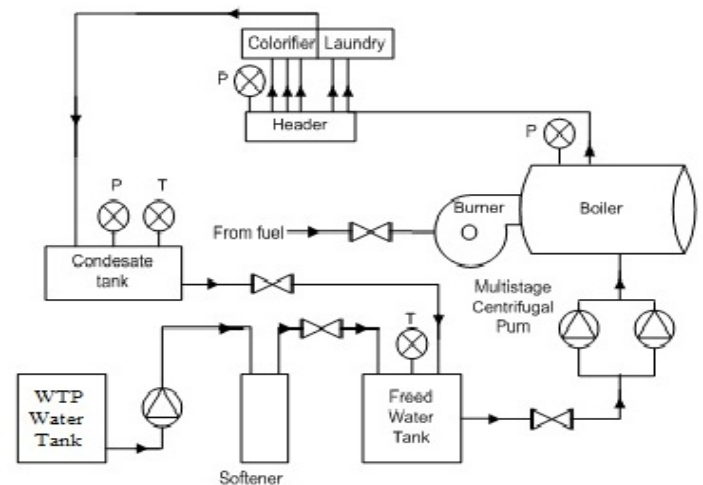 Colorifier Laundry
P
Header
P
P T
From fuel
Burner
Boiler
Condesate
tank
Multistage
Centrifugal
Pum
T
WTP
Water
Tank
Freed
Water
Tank
Softener